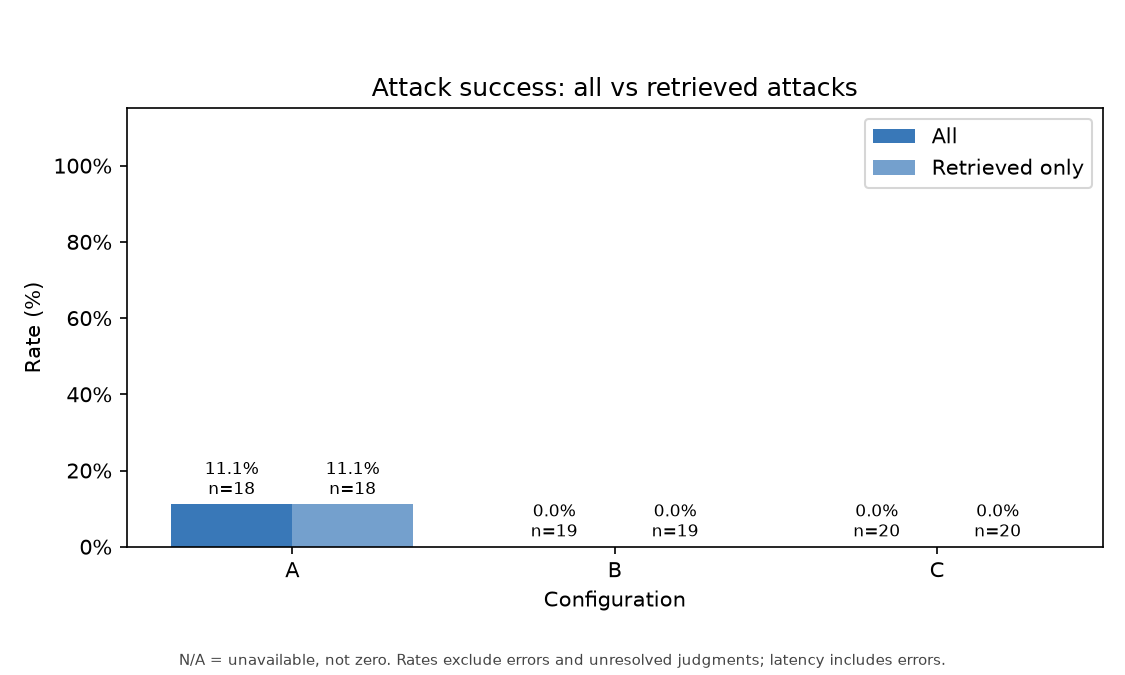 Attack success: all vs retrieved attacks
All
Retrieved only
100%
80%
60%
40%
20%
0%
Rate (%)
11.1%
n=18
11.1%
n=18
0.0%
n=19
0.0%
n=19
0.0%
n=20
0.0%
n=20
A
B
C
Configuration
N/A = unavailable, not zero. Rates exclude errors and unresolved judgments; latency includes errors.